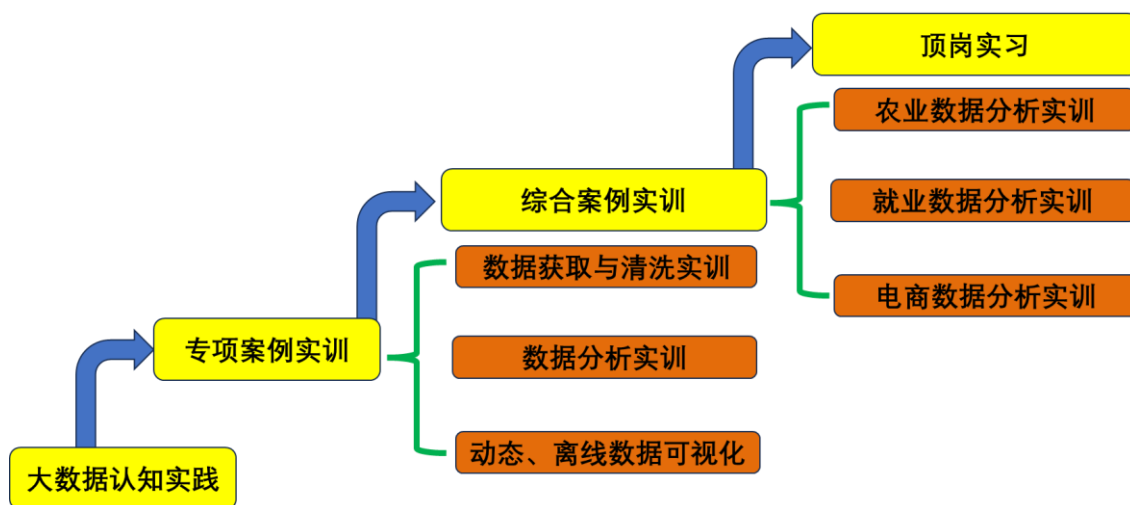 顶岗实习
农业数据分析实训
综合案例实训
就业数据分析实训
数据获取与清洗实训
电商数据分析实训
专项案例实训
数据分析实训
动态、离线数据可视化
大数据认知实践